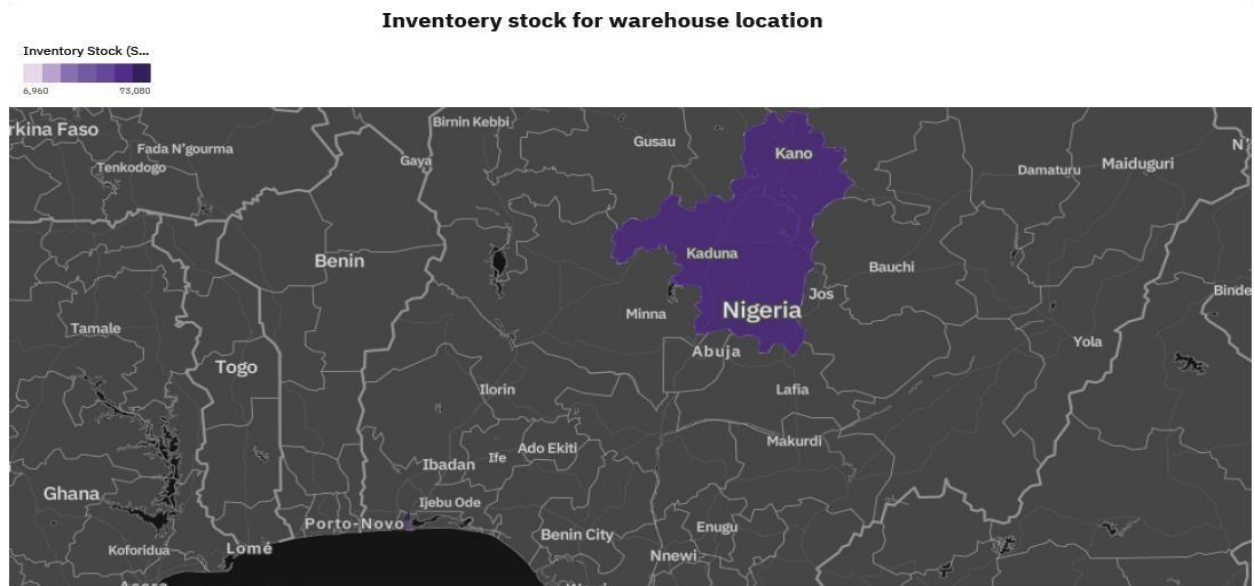 Inventoery stock for warehouse location
Inventory Stock (S...
6,960 73,080
rkina Faso
Fada N'gourma
Tenkodogo
Birnin Kebbi
Gaya
Gusau
Kano
Damaturu
Maiduguri
N'
Benin
Kaduna
Bauchi
Jos
Binde
Minna
Nigeria
Tamale
Togo
Abuja
Yola
Ilorin
Lafia
Makurdi
Ado Ekiti
Ife
Ibadan
Ghana
Ijebu Ode
Porto-Novo
Benin City
Enugu
Koforidua
Lomé
Nnewi